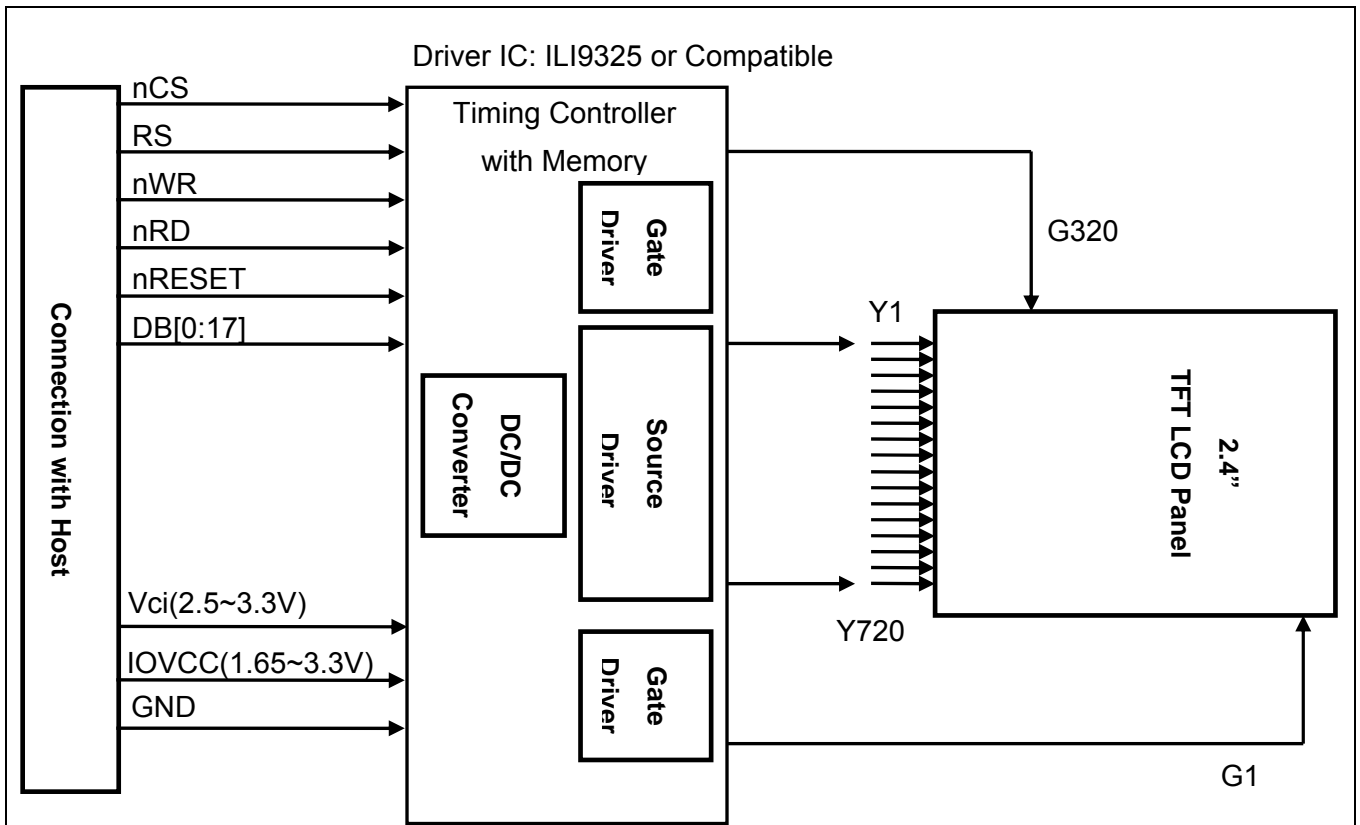 Driver IC: ILI9325 or Compatible
Connection with Host
nCS
RS
nWR
nRD
nRESET
DB[0:17]
Vci(2.5~3.3V)
IOVCC(1.65~3.3V)
GND
Timing Controller
with Memory
Gate
Driver
DC/DC
Converter
Source
Driver
Gate
Driver
G320
Y1
Y720
2.4”
TFT LCD Panel
G1